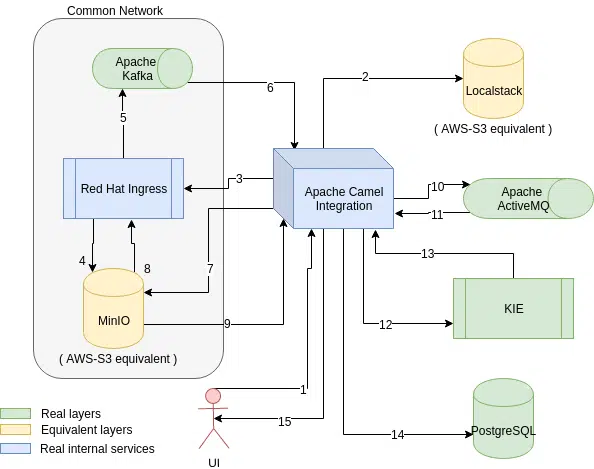 Common Network
Apache
Kafka
6
2
Localstack
( AWS-S3 equivalent )
5
3
Red Hat Ingress
Apache Camel
Integration
10
Apache
ActiveMQ
11
4
8
7
13
MinIO
9
12
KIE
( AWS-S3 equivalent )
1
15
14
PostgreSQL
UI
Real layers
Equivalent layers
Real internal services